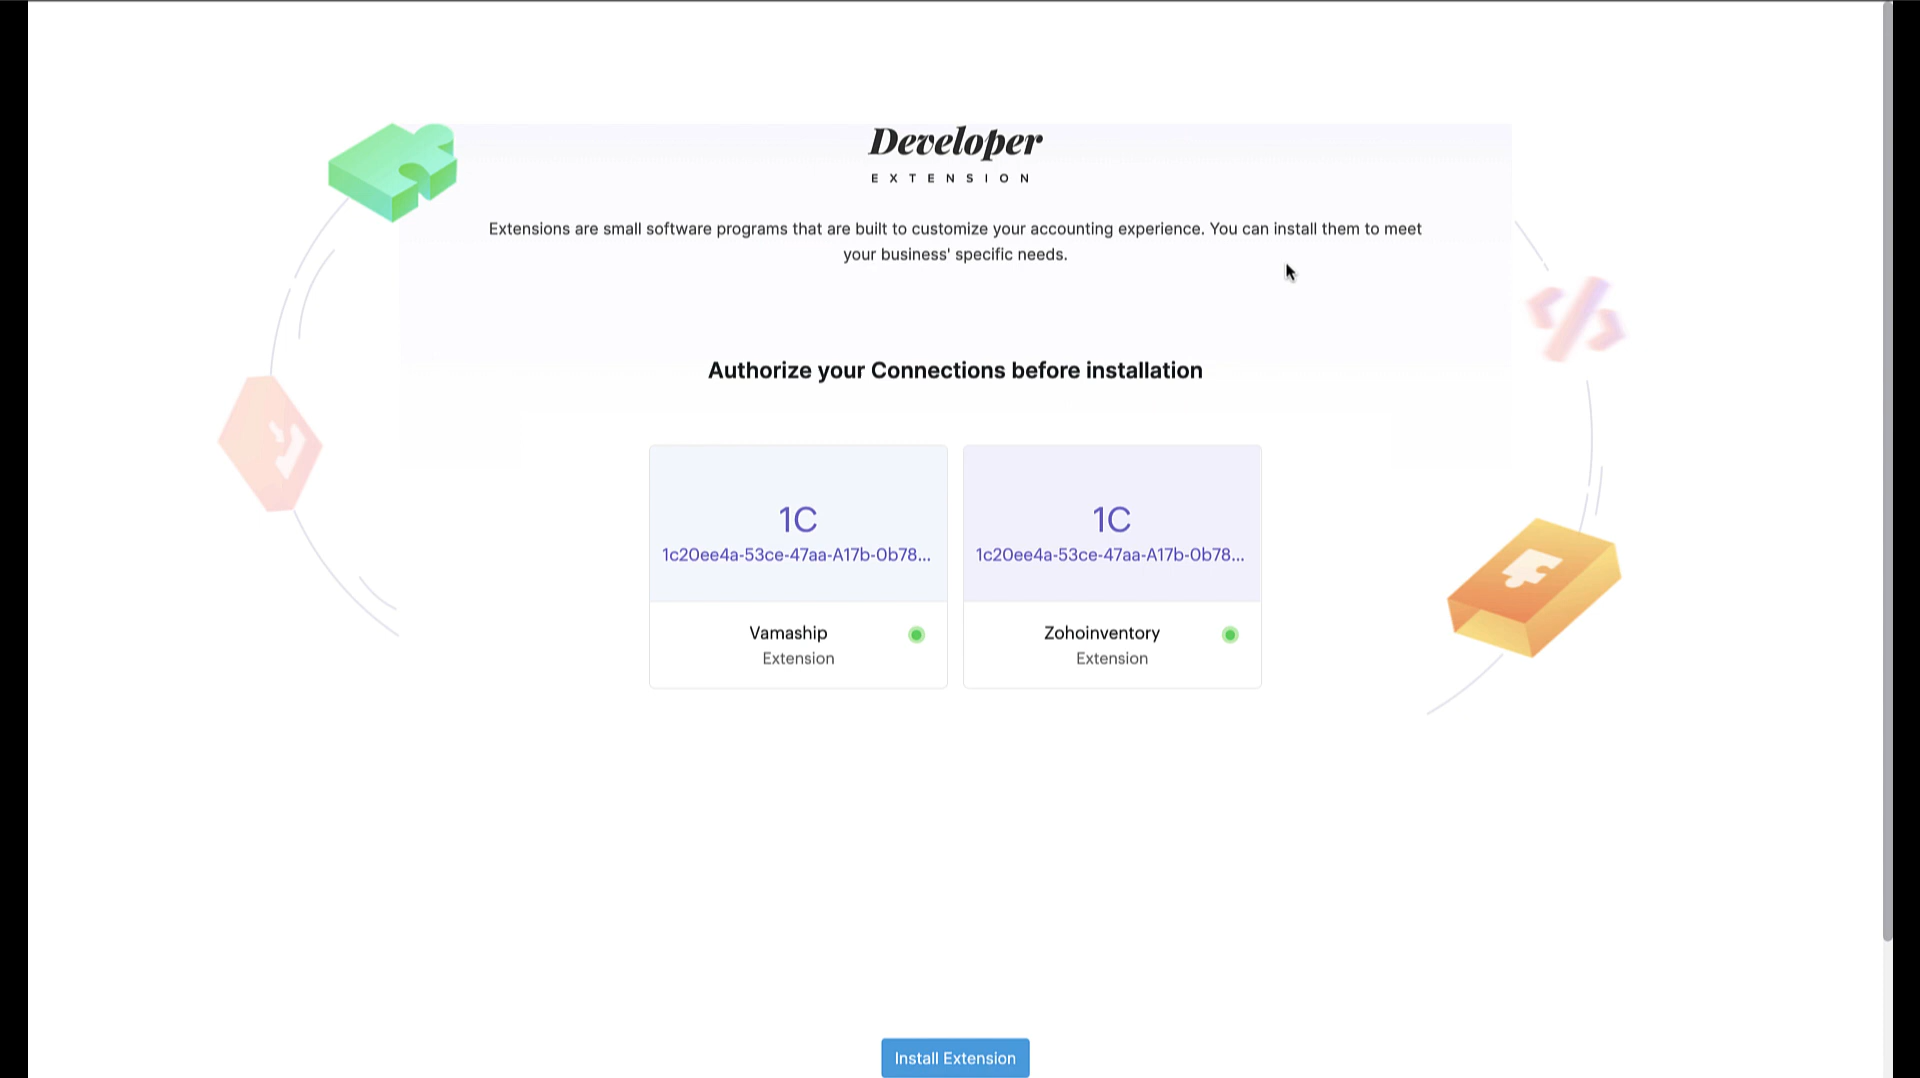 Developer
EXTENSION
Extensions are small software programs that are built to customize your accounting experience. You can install them to meet
your business' specific needs.
Authorize your Connections before installation
1C
1c20ee4a-53ce-47aa-A17b-0b78...
Vamaship
Extension
1C
1c20ee4a-53ce-47aa-A17b-0b78...
Zohoinventory
Extension
Install Extension